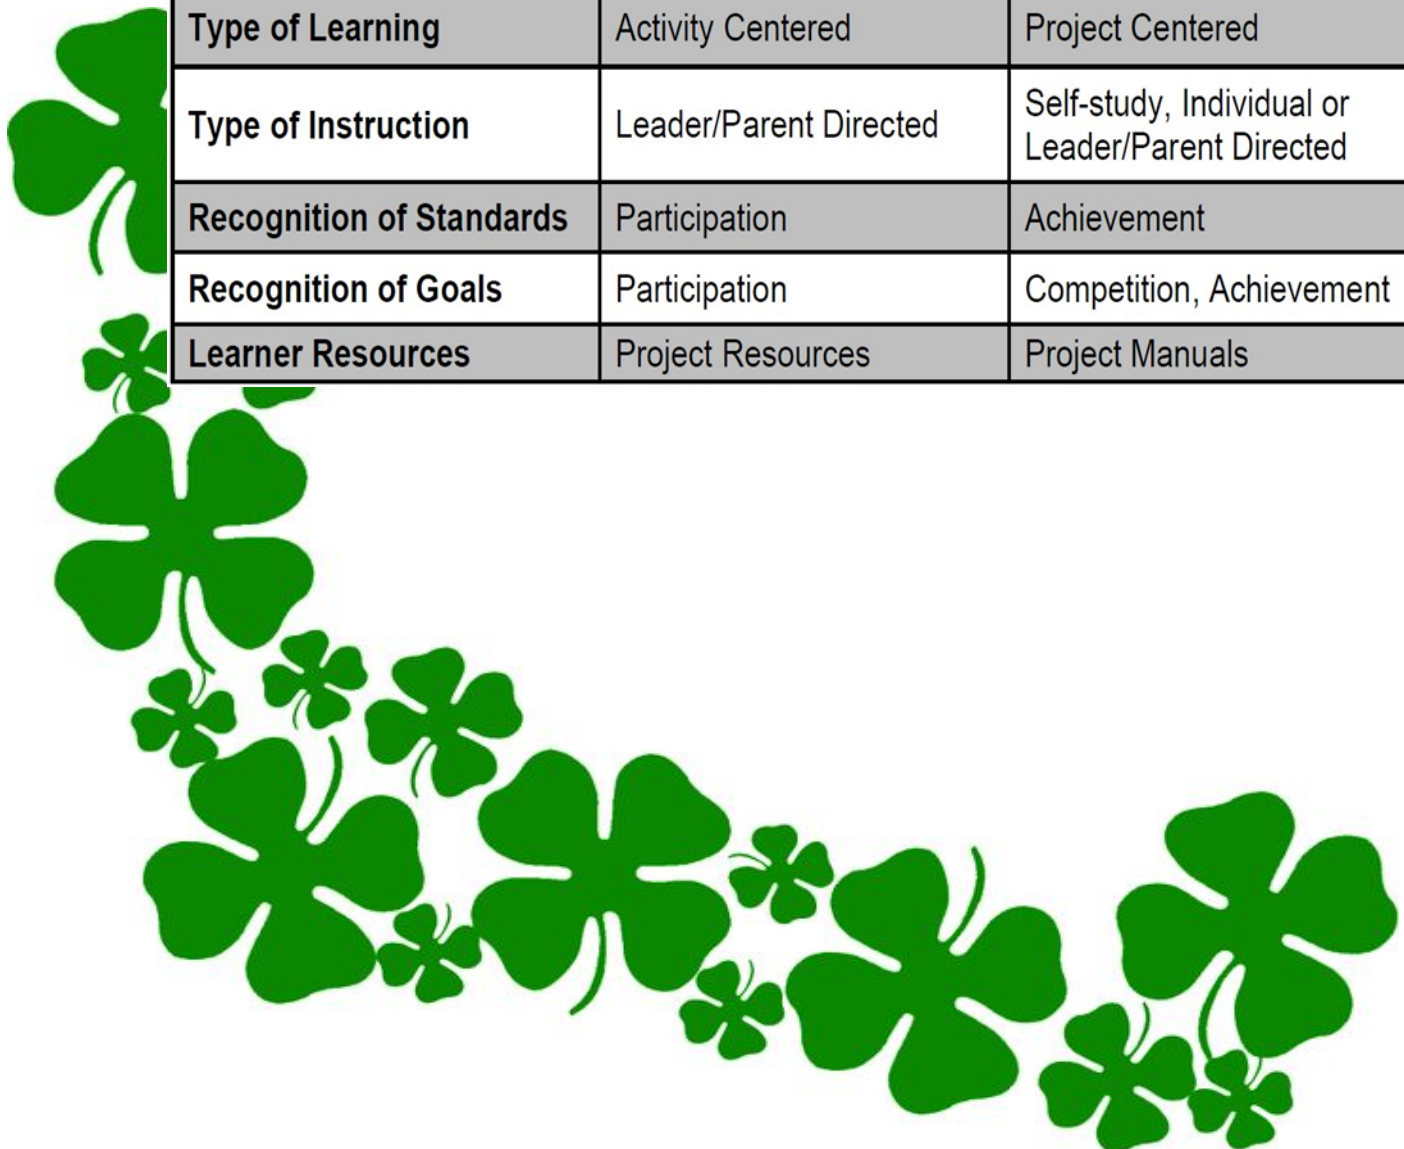 Type of Learning Activity Centered Project Centered
Type of Instruction Leader/Parent Directed Self-study, Individual or
Leader/Parent Directed
Recognition of Standards Participation Achievement
Recognition of Goals Participation Competition, Achievement
Learner Resources Project Resources Project Manuals